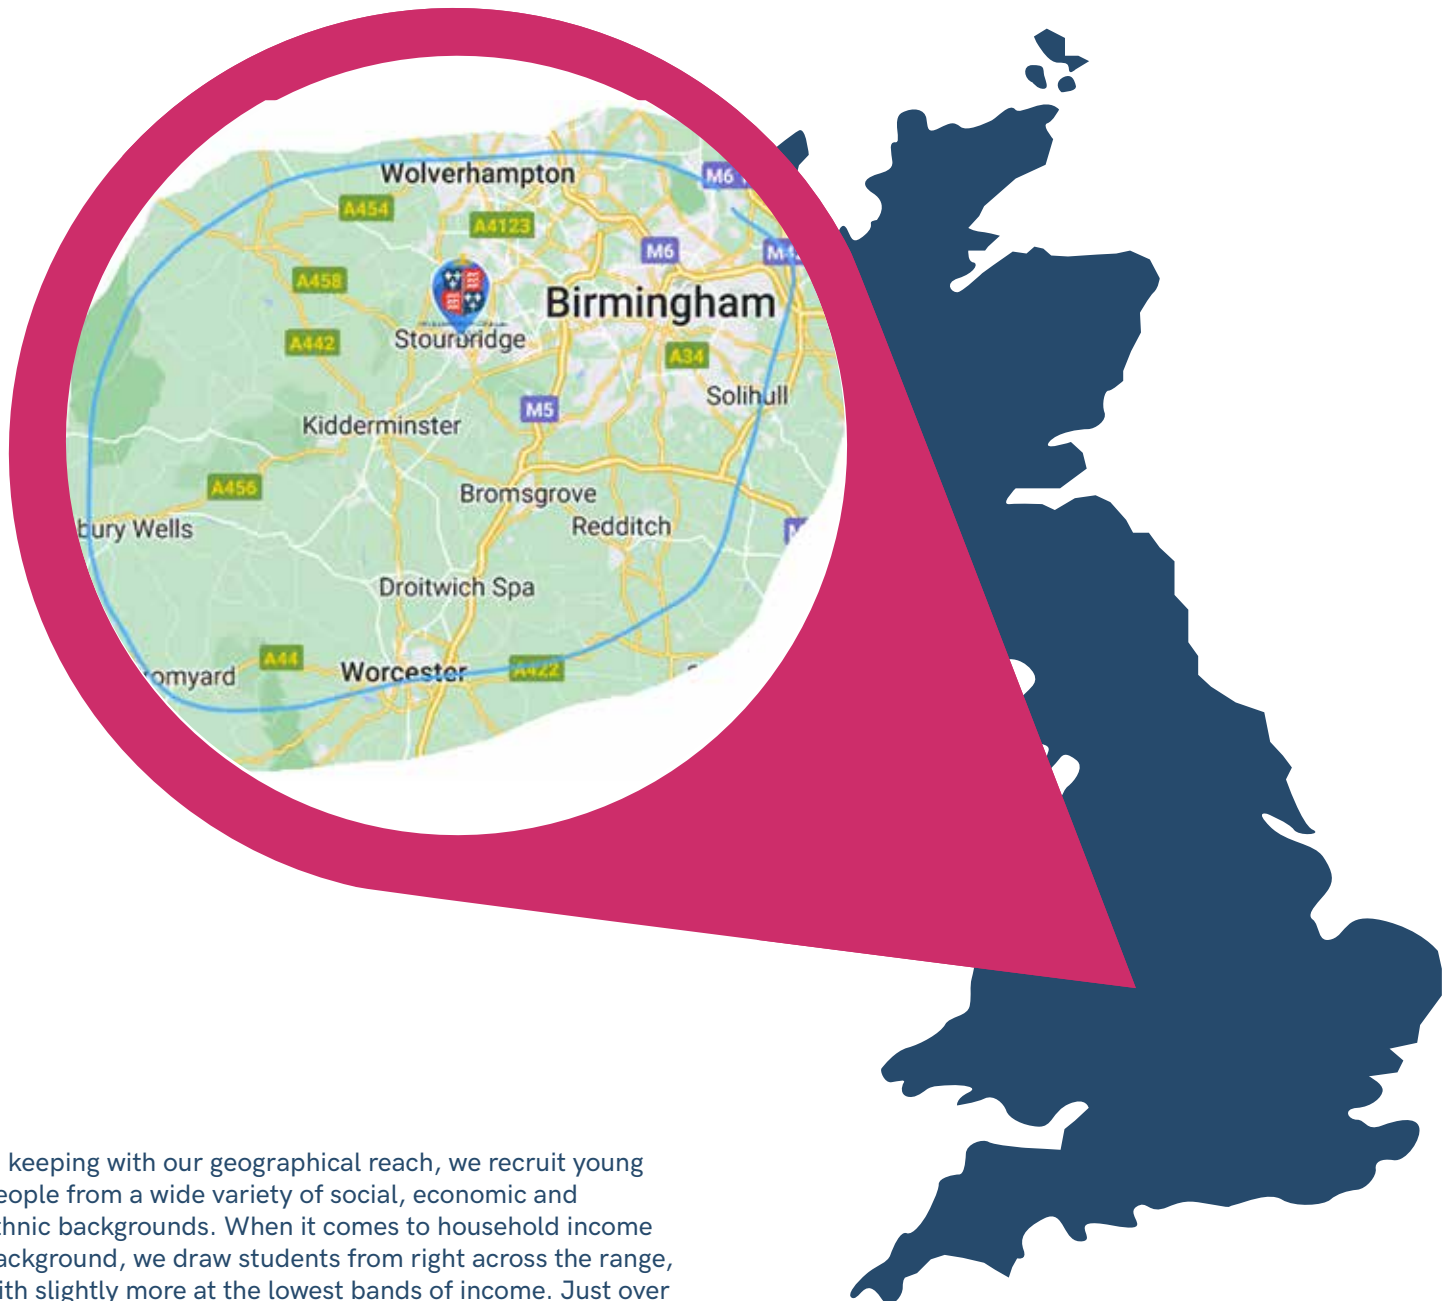 Wolverhampton
M6
A454
A4123
M6
M42
A458
Birmingham
Stourbridge
A442
A34
Solihull
M5
Kidderminster
A456
Bromsgrove
bury Wells
Redditch
Droitwich Spa
A44
omyard
Worcester
A422
keeping with our geographical reach, we recruit young
eople from a wide variety of social, economic and
thnic backgrounds. When it comes to household income
ackground, we draw students from right across the range,
ith slightly more at the lowest bands of income. Just over